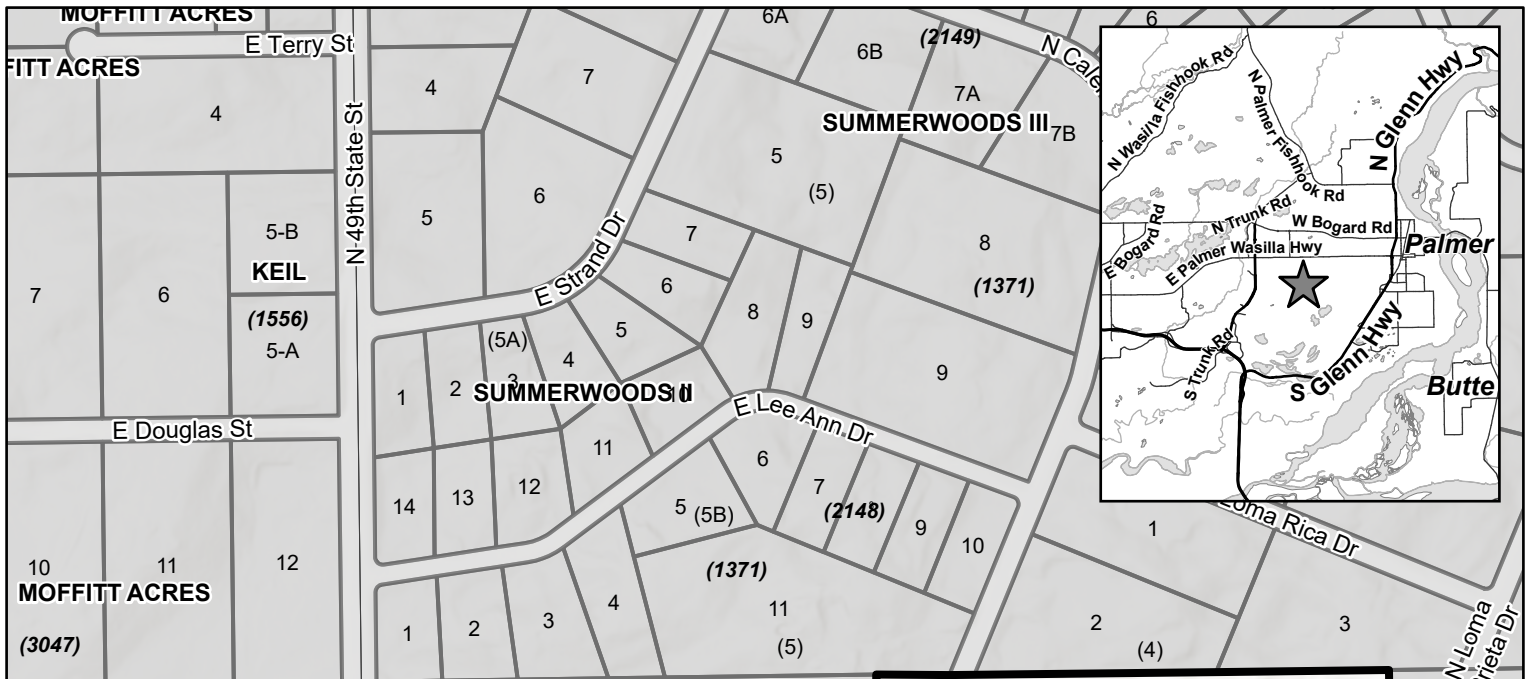 MOFFITT ACRES
6A
6
E Terry St
6B
(2149)
N Caler
FITT ACRES
4
4
7
7A
SUMMERWOODS III
7B
N 49th State St
5
(5)
5
6
5-B
KEIL
7
6
(1556)
5-A
E Strand Dr
7
8
6
(1371)
8
9
5
(5A)
4
9
1
2
3
SUMMERWOODS II
10
E Douglas St
E Lee Ann Dr
11
6
14
13
12
7
(2148)
5
(5B)
9
10
1
Loma Rica Dr
10
11
12
MOFFITT ACRES
(1371)
(3047)
1
2
3
4
11
(5)
2
(4)
3
N Loma
Prieta Dr
N Wasilla Fishhook Rd
N Palmer Fishhook Rd
N Glenn Hwy
N Trunk Rd
W Bogard Rd
E Bogard Rd
E Palmer Wasilla Hwy
Palmer
S Trunk Rd
S Glenn Hwy
Butte